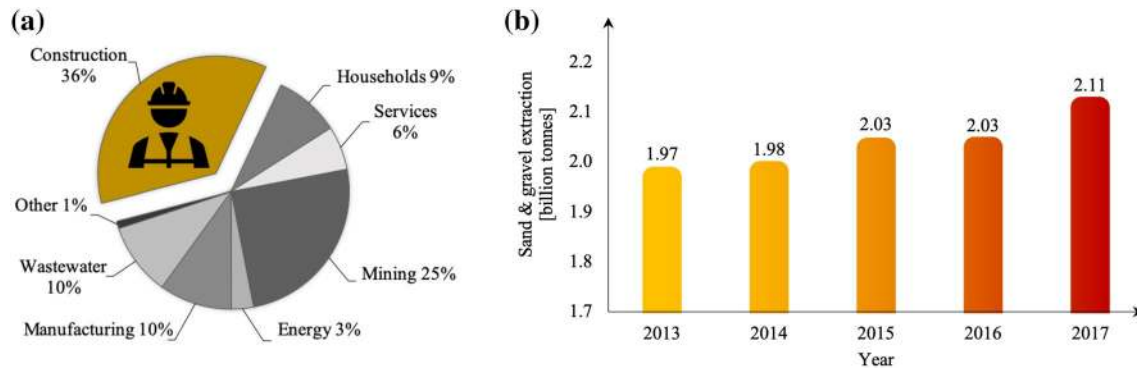 (a)
Construction
36%
Households 9%
Services
6%
Mining 25%
Energy 3%
Manufacturing 10%
Wastewater
10%
Other 1%
(b)
Sand & gravel extraction
[billion tonnes]
2.2
2.1
2.0
1.9
1.8
1.7
1.97
1.98
2.03
2.03
2.11
2013
2014
2015
2016
2017
Year